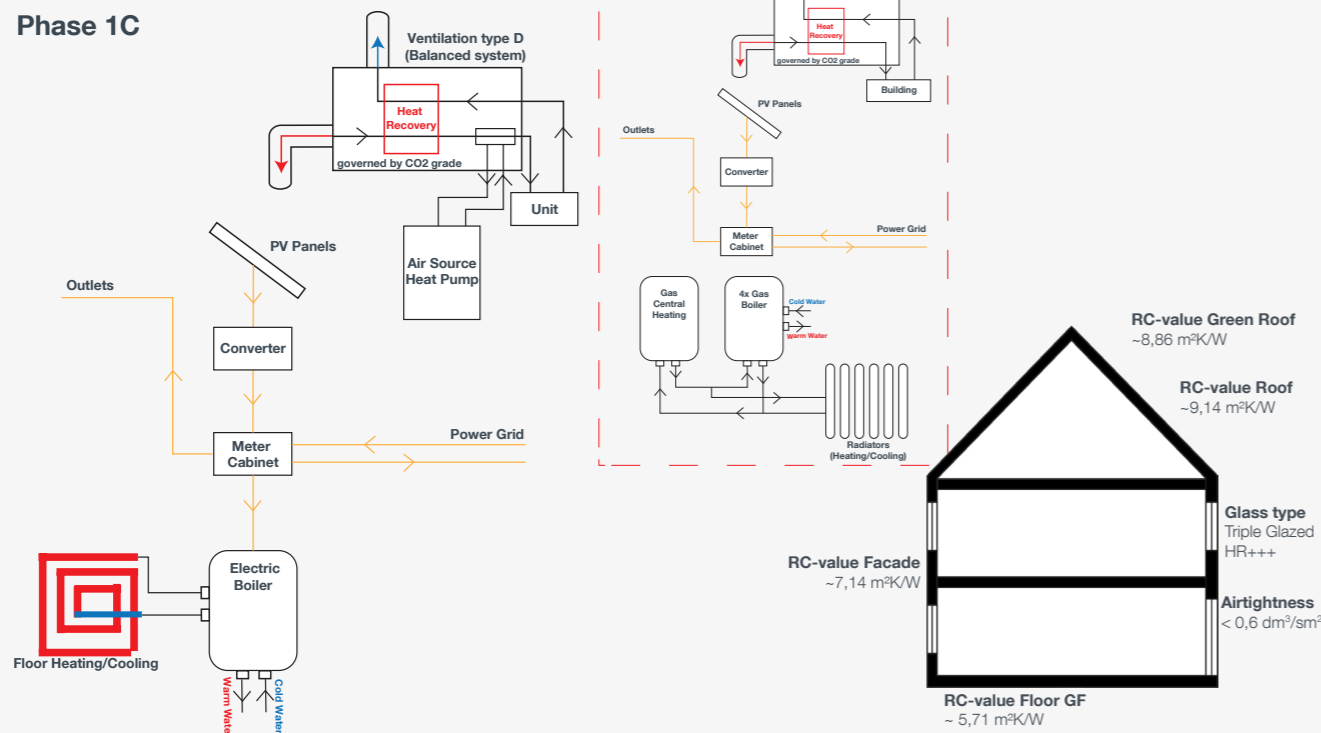 Phase 1C
Ventilation type D
(Balanced system)
Heat
Recovery
governed by CO2 grade
Unit
Air Source
Heat Pump
PV Panels
Outlets
Converter
Meter
Cabinet
Power Grid
Electric
Boiler
Floor Heating/Cooling
Warm Wate
Cold Water
Heat
Recovery
governed by CO2 grade
Building
PV Panels
Outlets
Converter
Meter
Cabinet
Power Grid
Gas
Central
Heating
4x Gas
Boiler
Cold Water
Warm Water
Radiators
(Heating/Cooling)
RC-value Green Roof
~8,86 m²K/W
RC-value Roof
~9,14 m²K/W
Glass type
Triple Glazed
HR+++
RC-value Facade
~7,14 m²K/W
Airtightness
< 0,6 dm³/sm²
RC-value Floor GF
~ 5,71 m²K/W